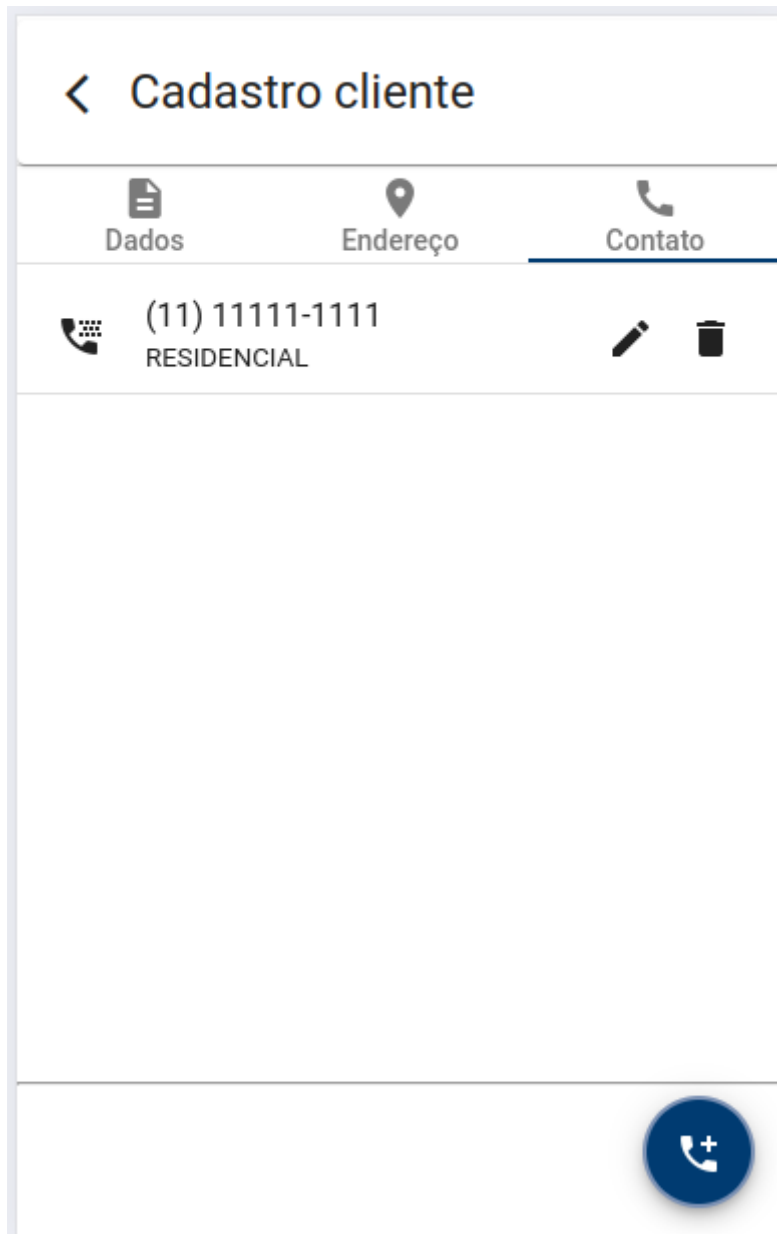 Cadastro cliente
Dados
Endereço
Contato
(11) 11111-1111
RESIDENCIAL